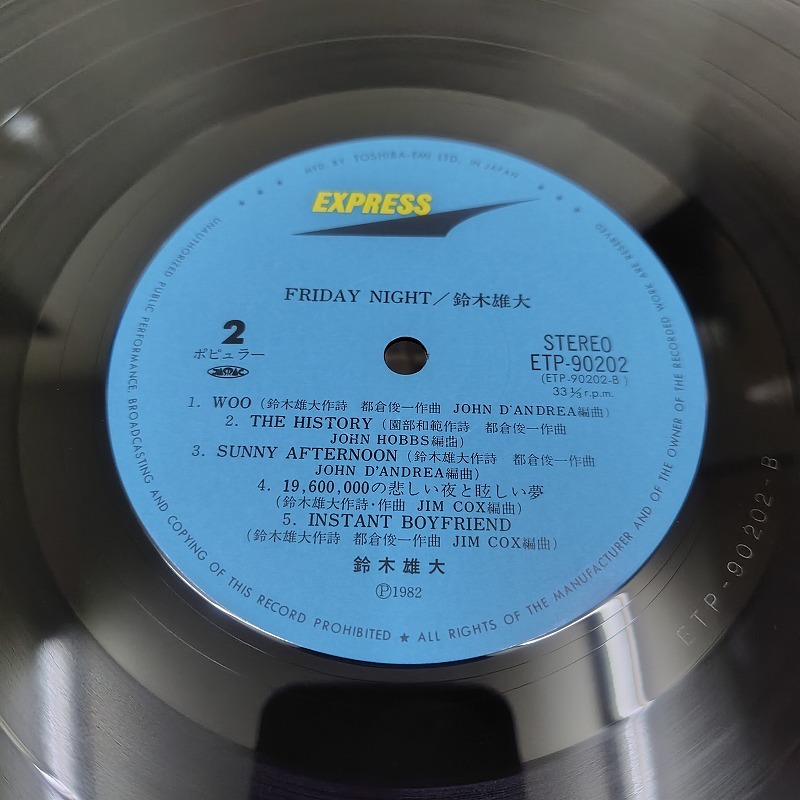 MFD. BY TOSHIBA-EMI LTD. IN JAPAN
EXPRESS
FRIDAY NIGHT／鈴木雄大
2
ポピュラー
JASRAC
STEREO
ETP-90202
(ETP-90202-B)
33 1/3 r.p.m.
1. WOO (鈴木雄大作詩 都倉俊一作曲 JOHN D'ANDREA編曲)
2. THE HISTORY (園部和範作詩 都倉俊一作曲
JOHN HOBBS編曲)
3. SUNNY AFTERNOON (鈴木雄大作詩 都倉俊一作曲
JOHN D'ANDREA編曲)
4. 19,600,000の悲しい夜と眩しい夢
(鈴木雄大作詩・作曲 JIM COX編曲)
5. INSTANT BOYFRIEND
(鈴木雄大作詩 都倉俊一作曲 JIM COX編曲)
鈴木雄大
Ⓟ1982
UNAUTHORIZED PUBLIC PERFORMANCE, BROADCASTING AND COPYING OF THIS RECORD PROHIBITED ★ ALL RIGHTS OF THE MANUFACTURER AND OF THE OWNER OF THE RECORDED WORK ARE RESERVED
ETP-90202-B